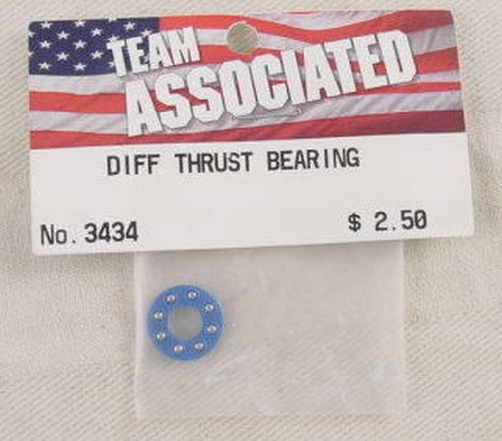 TEAM
ASSOCIATED
DIFF THRUST BEARING
No. 3434 $ 2.50